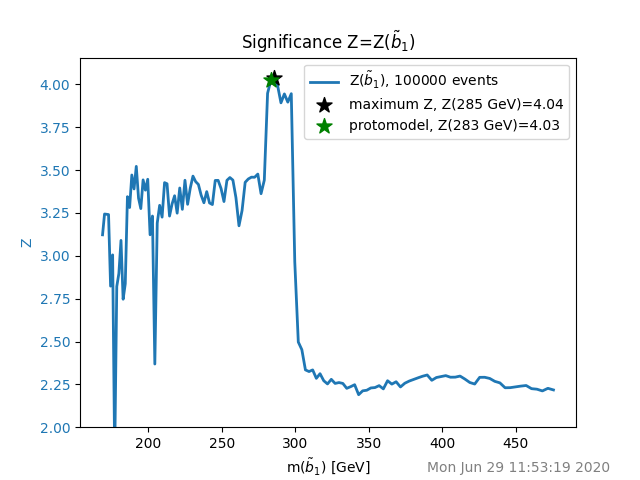 Significance Z=Z(b̃₁)
Z(b̃₁), 100000 events
maximum Z, Z(285 GeV)=4.04
protomodel, Z(283 GeV)=4.03
Z
4.00
3.75
3.50
3.25
3.00
2.75
2.50
2.25
2.00
200 250 300 350 400 450
m(b̃₁) [GeV]
Mon Jun 29 11:53:19 2020